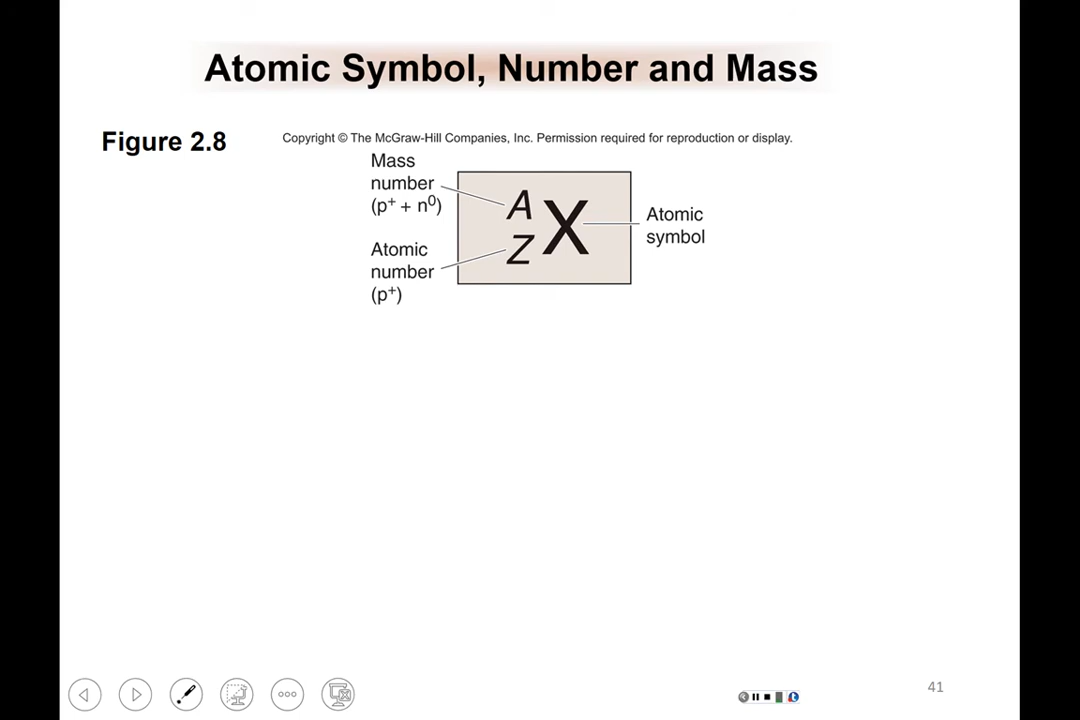 Atomic Symbol, Number and Mass
Figure 2.8
Copyright © The McGraw-Hill Companies, Inc. Permission required for reproduction or display.
Mass
number
(p⁺ + n⁰)
Atomic
number
(p⁺)
A
Z
X
Atomic
symbol
41